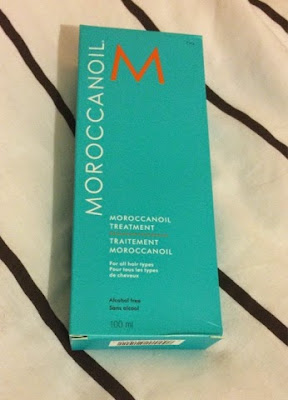 MOROCCANOIL.
M
MOROCCANOIL
TREATMENT
TRAITEMENT
MOROCCANOIL
For all hair types
Pour tous les types
de cheveux
Alcohol free
Sans alcool
100 ml